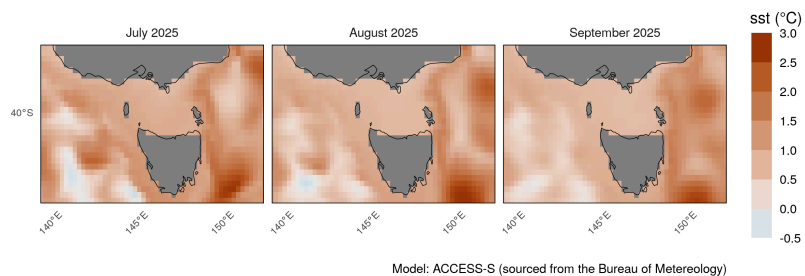 sst (°C)
July 2025
August 2025
September 2025
3.0
2.5
2.0
1.5
1.0
0.5
0.0
-0.5
40°S
140°E
145°E
150°E
140°E
145°E
150°E
140°E
145°E
150°E
Model: ACCESS-S (sourced from the Bureau of Metereology)